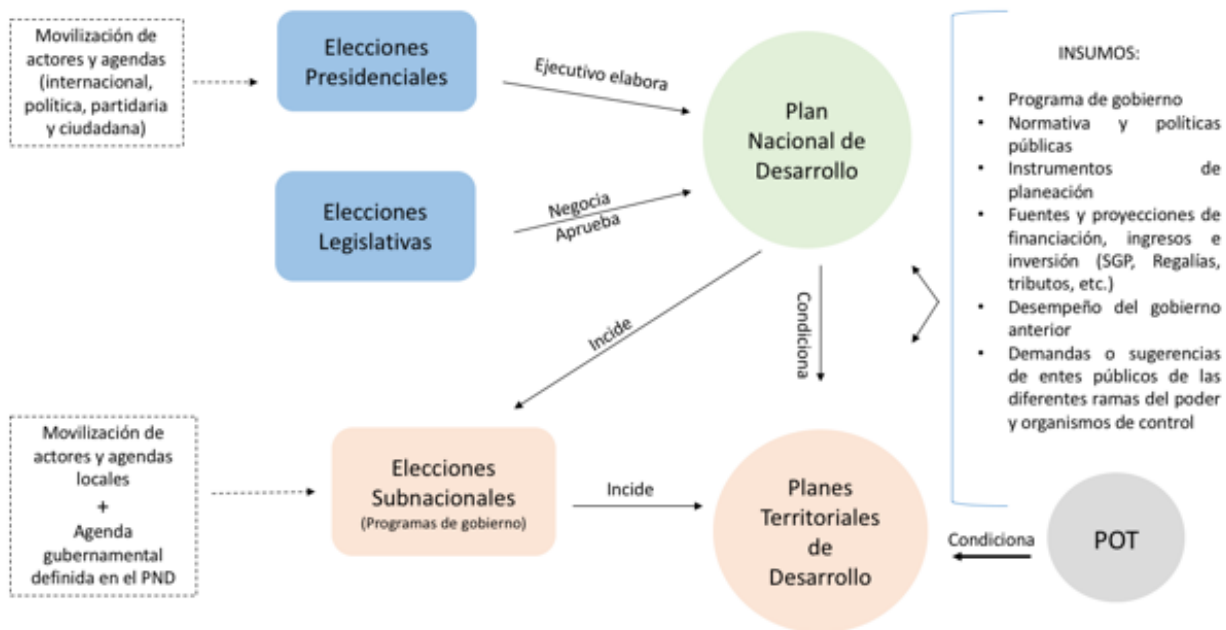 Movilización de
actores y agendas
(internacional,
política, partidaria
y ciudadana)
Elecciones
Presidenciales
Ejecutivo elabora
Plan
Nacional de
Desarrollo
Elecciones
Legislativas
Negocia
Aprueba
INSUMOS:
• Programa de gobierno
• Normativa y políticas
públicas
• Instrumentos de
planeación
• Fuentes y proyecciones de
financiación, ingresos e
inversión (SGP, Regalías,
tributos, etc.)
• Desempeño del gobierno
anterior
• Demandas o sugerencias
de entes públicos de las
diferentes ramas del poder
y organismos de control
Incide
Condiciona
Movilización de
actores y agendas
locales
+
Agenda
gubernamental
definida en el PND
Elecciones
Subnacionales
(Programas de gobierno)
Incide
Planes
Territoriales
de
Desarrollo
Condiciona
POT